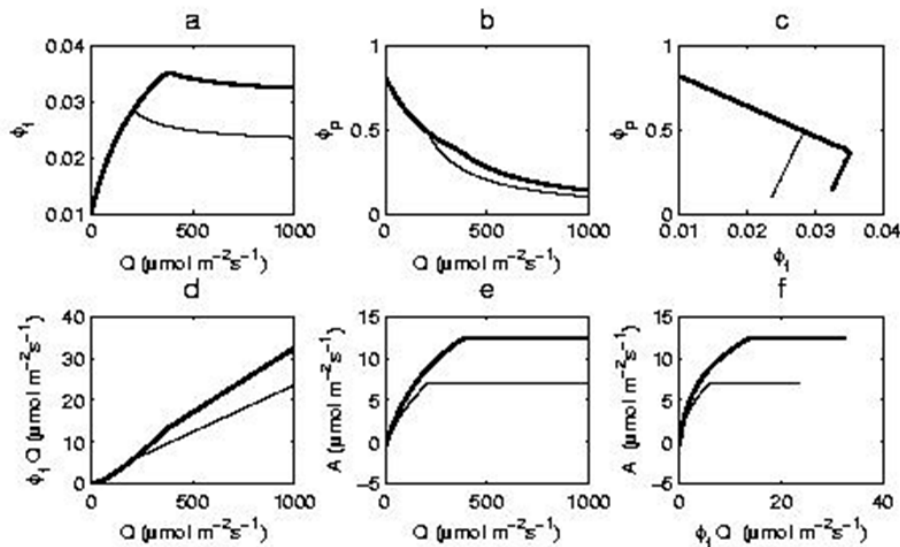 a
b
c
0.04
0.03
0.02
0.01
ϕf
0
500
1000
Q (μmol m⁻²s⁻¹)
1
0.5
0
ϕp
0
500
1000
Q (μmol m⁻²s⁻¹)
1
0.5
0
ϕp
0.01
0.02
0.03
0.04
ϕf
d
e
f
40
30
20
10
0
ϕf Q (μmol m⁻²s⁻¹)
0
500
1000
Q (μmol m⁻²s⁻¹)
15
10
5
0
−5
A (μmol m⁻²s⁻¹)
0
500
1000
Q (μmol m⁻²s⁻¹)
15
10
5
0
−5
A (μmol m⁻²s⁻¹)
0
20
40
ϕf Q (μmol m⁻²s⁻¹)